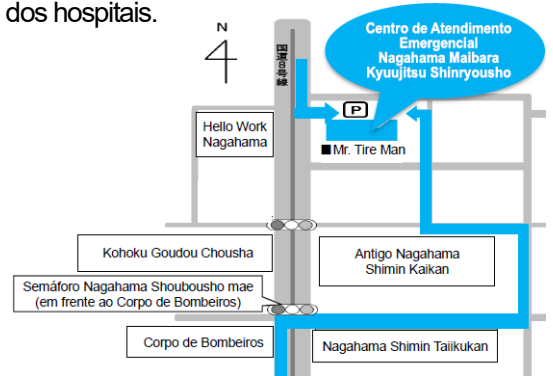 dos hospitais.
N
国道8号線
Centro de Atendimento
Emergencial
Nagahama Maibara
Kyuujitsu Shinryousho
P
Hello Work
Nagahama
■Mr. Tire Man
Kohoku Goudou Chousha
Antigo Nagahama
Shimin Kaikan
Semáforo Nagahama Shoubousho mae
(em frente ao Corpo de Bombeiros)
Corpo de Bombeiros
Nagahama Shimin Taiikukan